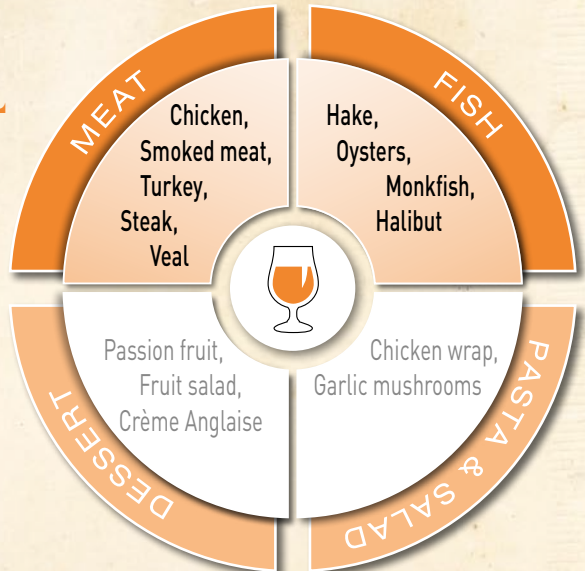 MEAT
Chicken,
Smoked meat,
Turkey,
Steak,
Veal
FISH
Hake,
Oysters,
Monkfish,
Halibut
DESSERT
Passion fruit,
Fruit salad,
Crème Anglaise
PASTA & SALAD
Chicken wrap,
Garlic mushrooms